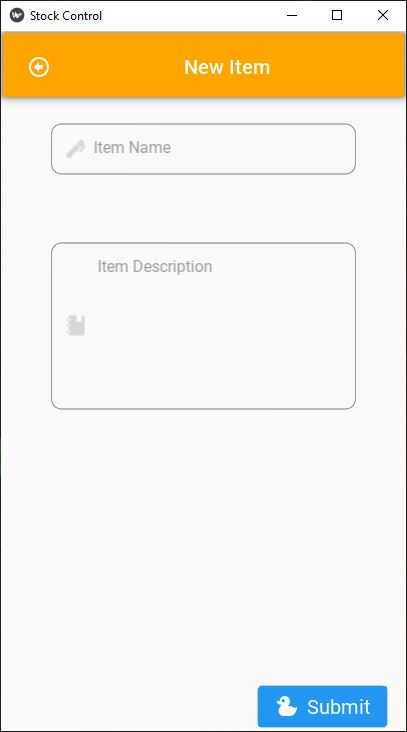 Stock Control
New Item
Item Name
Item Description
Submit